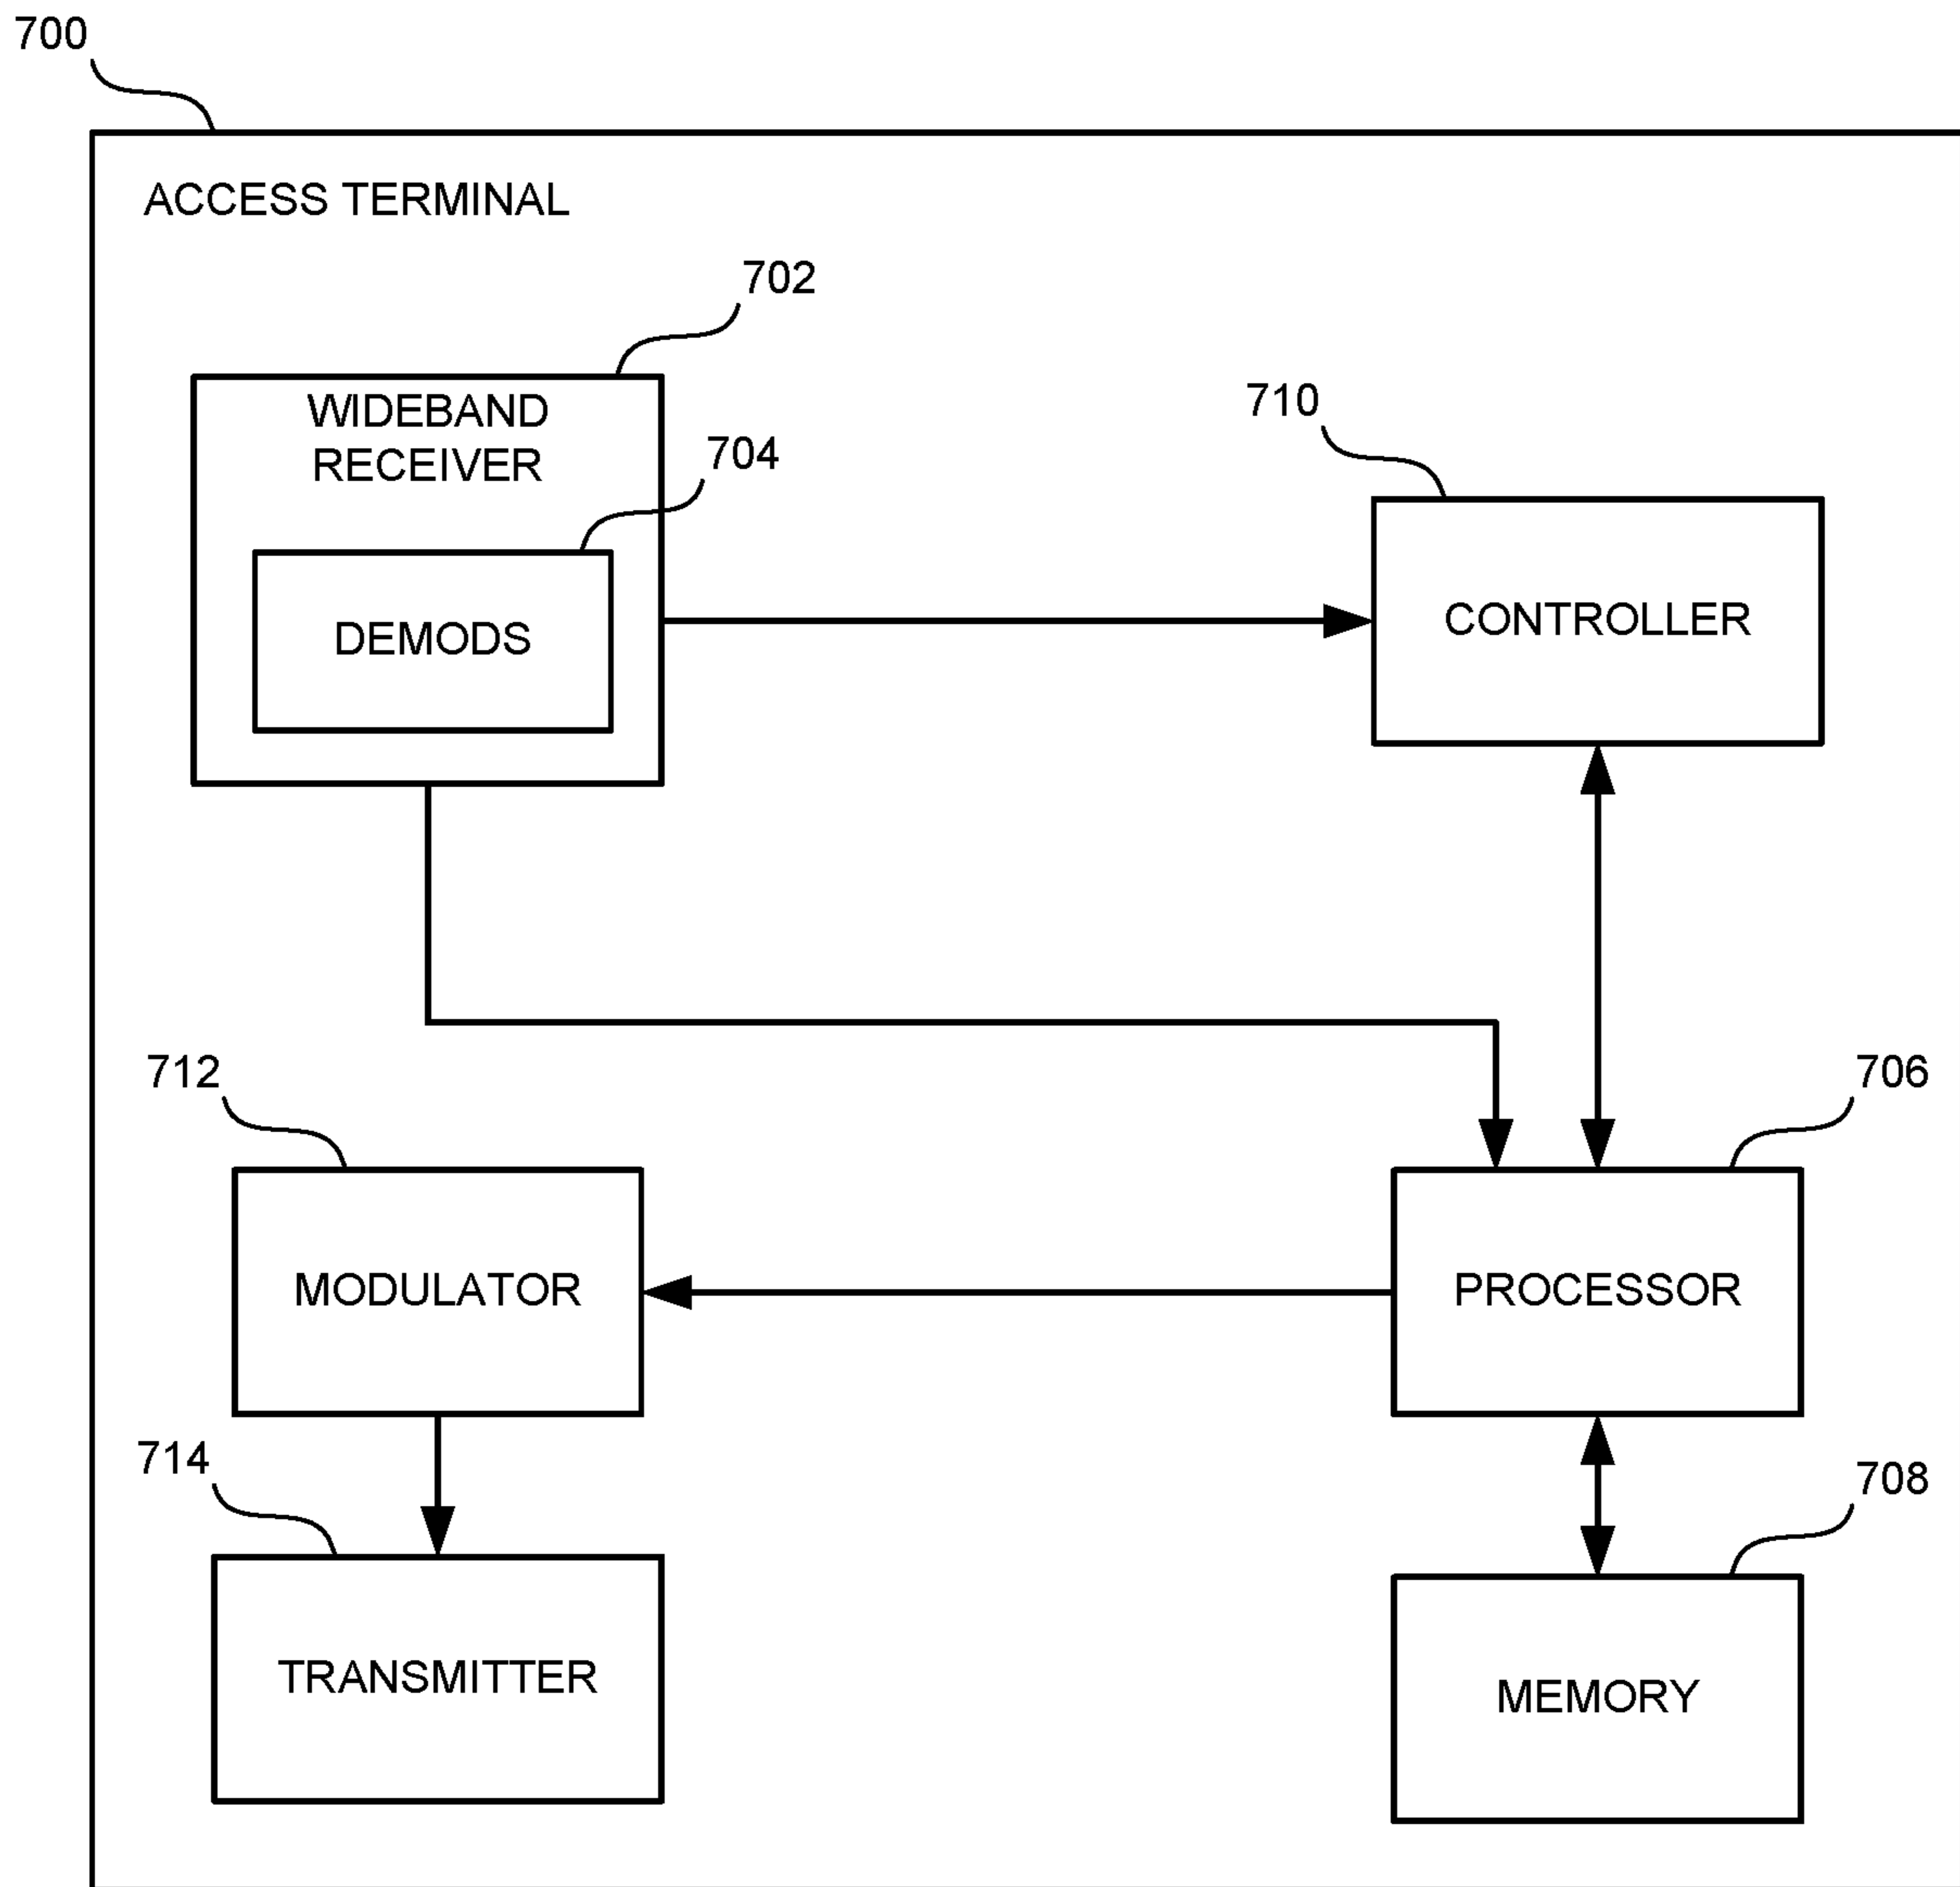 700
ACCESS TERMINAL
702
WIDEBAND
RECEIVER
704
DEMODS
710
CONTROLLER
712
MODULATOR
706
PROCESSOR
714
TRANSMITTER
708
MEMORY